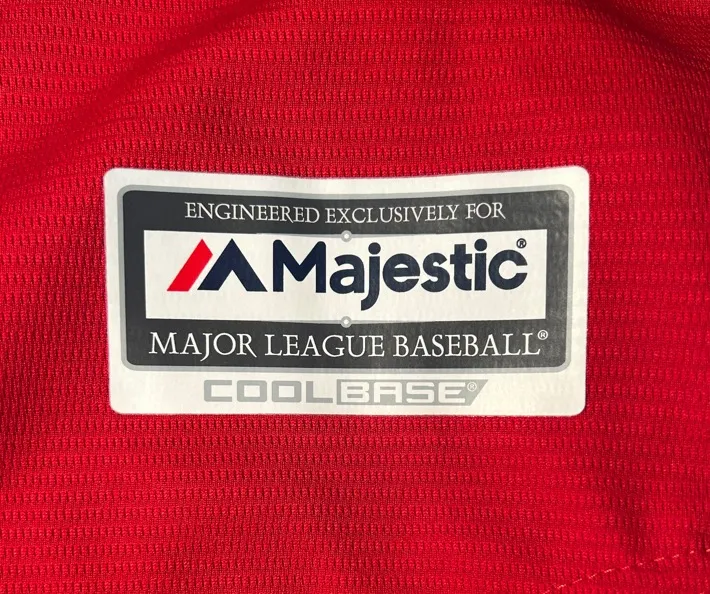 ENGINEERED EXCLUSIVELY FOR
Majestic®
MAJOR LEAGUE BASEBALL®
COOLBASE®